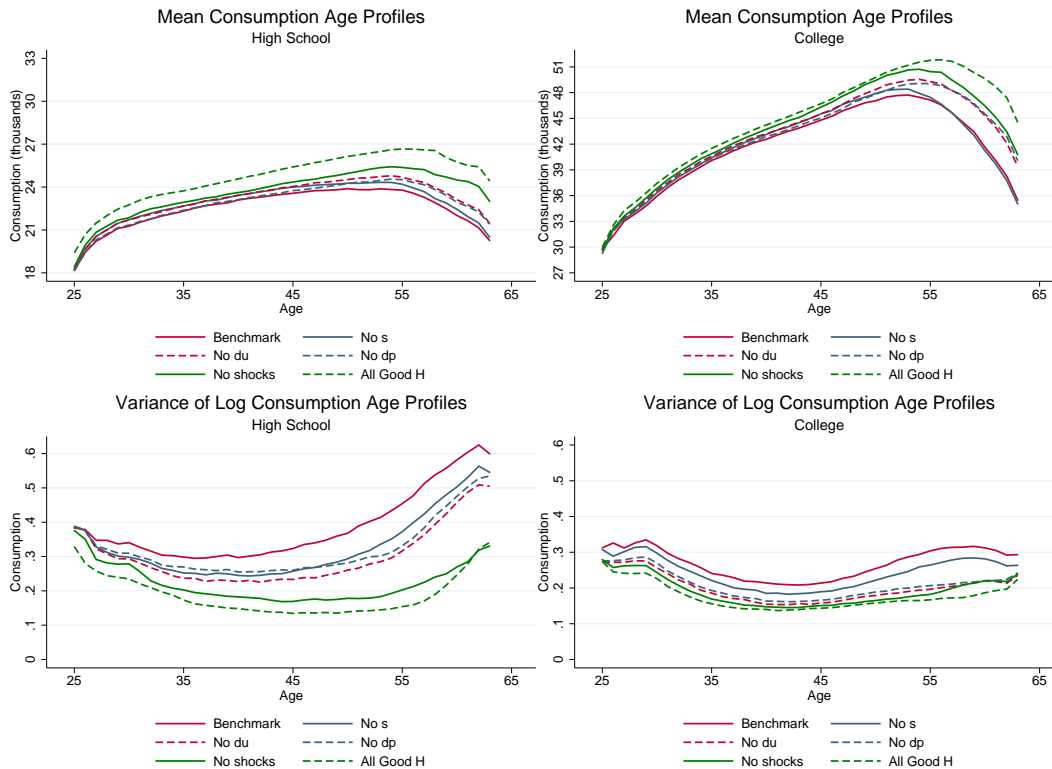 Mean Consumption Age Profiles
High School
Consumption (thousands)
33
30
27
24
21
18
25 35 45 55 65
Age
Benchmark No s
No du No dp
No shocks All Good H
Mean Consumption Age Profiles
College
Consumption (thousands)
51
48
45
42
39
36
33
30
27
25 35 45 55 65
Age
Benchmark No s
No du No dp
No shocks All Good H
Variance of Log Consumption Age Profiles
High School
Consumption
.6
.5
.4
.3
.2
.1
0
25 35 45 55 65
Age
Benchmark No s
No du No dp
No shocks All Good H
Variance of Log Consumption Age Profiles
College
Consumption
.6
.5
.4
.3
.2
.1
0
25 35 45 55 65
Age
Benchmark No s
No du No dp
No shocks All Good H